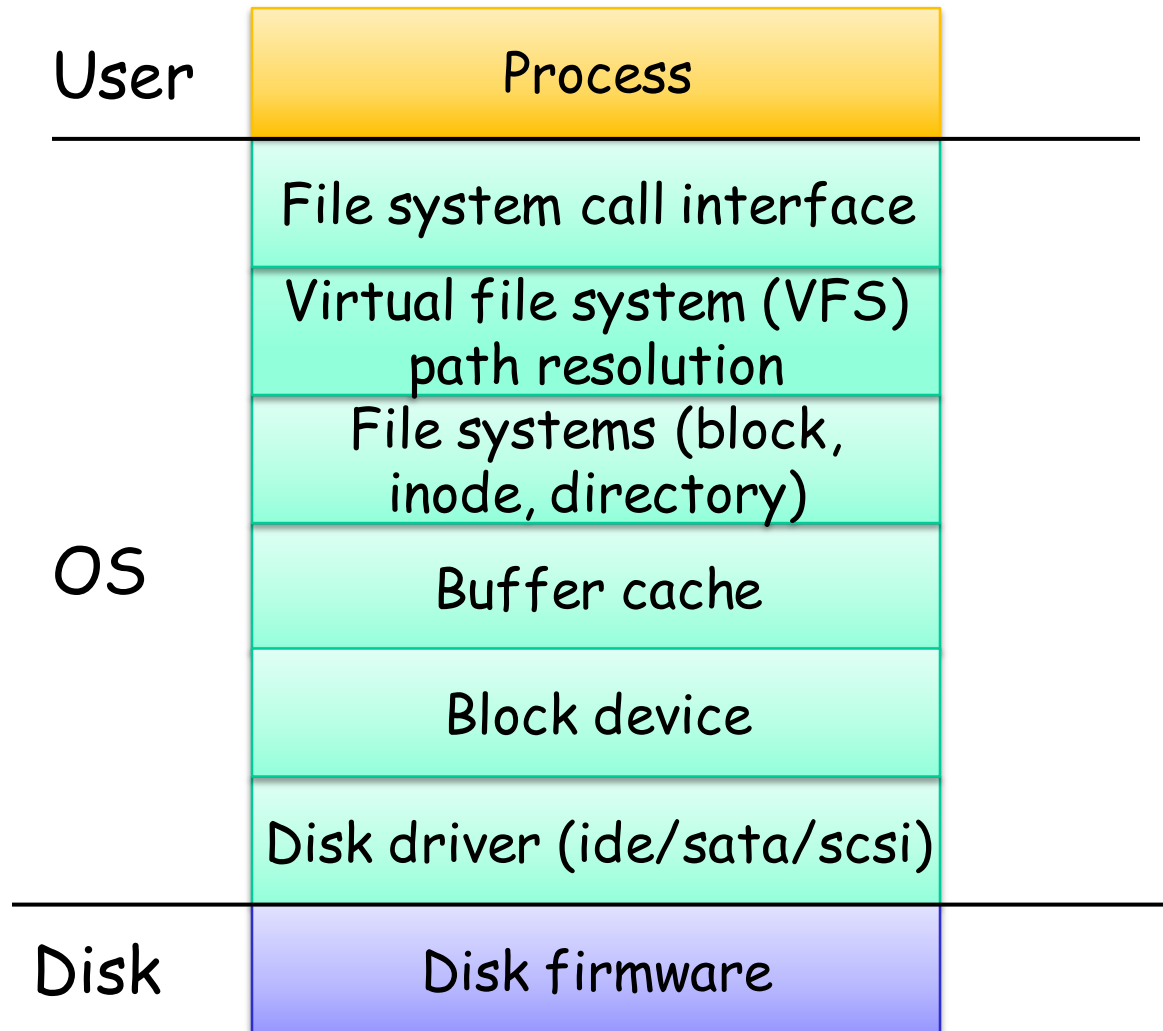 User
Process
File system call interface
Virtual file system (VFS)
path resolution
File systems (block,
inode, directory)
OS
Buffer cache
Block device
Disk driver (ide/sata/scsi)
Disk
Disk firmware